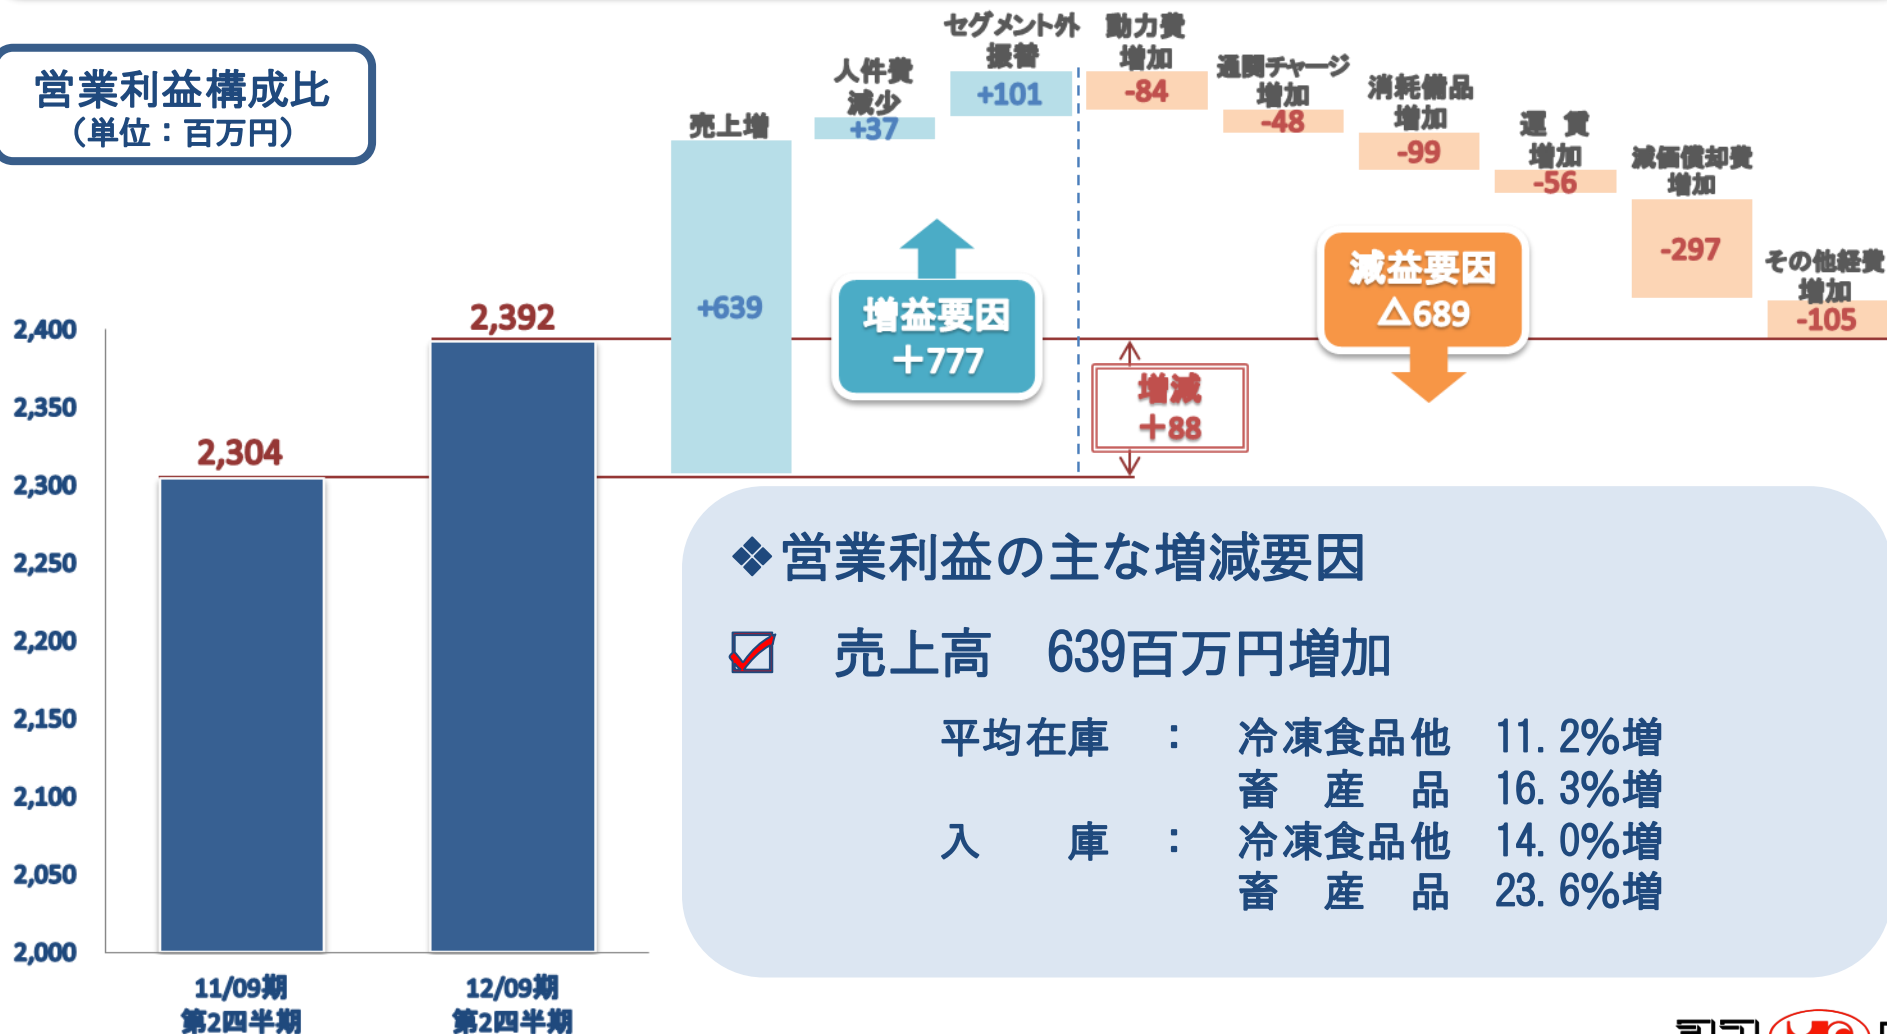 営業利益構成比
（単位：百万円）
売上増
+639
人件費
減少
+37
セグメント外
振替
+101
動力費
増加
-84
通関チャージ
増加
-48
消耗備品
増加
-99
運 賃
増加
-56
減価償却費
増加
-297
その他経費
増加
-105
増益要因
＋777
減益要因
△689
増減
＋88
2,400
2,350
2,300
2,250
2,200
2,150
2,100
2,050
2,000
2,304
2,392
11/09期
第2四半期
12/09期
第2四半期
❖営業利益の主な増減要因
☑ 売上高 639百万円増加
平均在庫 ： 冷凍食品他 11.2%増
畜 産 品 16.3%増
入 庫 ： 冷凍食品他 14.0%増
畜 産 品 23.6%増